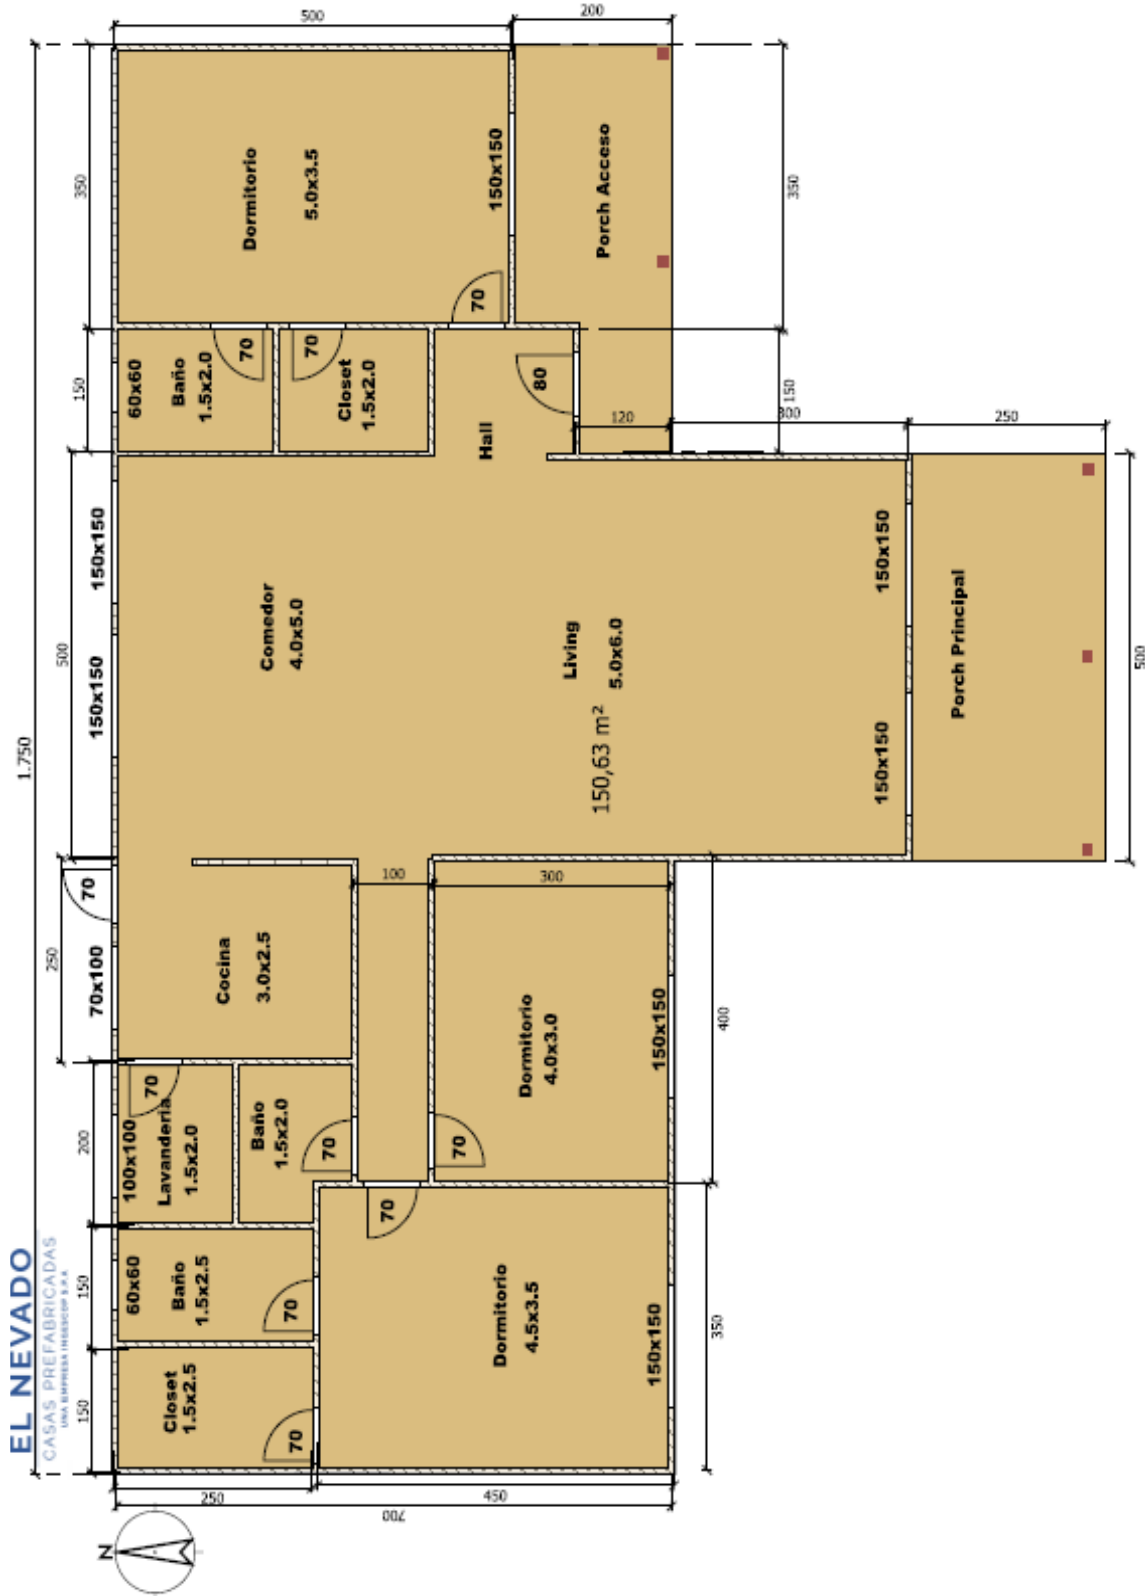 EL NEVADO
CASAS PREFABRICADAS
UNA EMPRESA INGESCOP S.P.A
N
1.750
500
200
350
350
Dormitorio
5.0x3.5
150x150
70
Porch Acceso
150
60x60
Baño
1.5x2.0
70
70
Closet
1.5x2.0
Hall
80
120
150
300
250
500
150x150
150x150
Comedor
4.0x5.0
Living
5.0x6.0
150,63 m²
150x150
150x150
Porch Principal
500
70
250
70x100
Cocina
3.0x2.5
100
300
Dormitorio
4.0x3.0
150x150
70
400
200
100x100
Lavandería
1.5x2.0
70
Baño
1.5x2.0
70
150
60x60
Baño
1.5x2.5
70
150
Closet
1.5x2.5
70
Dormitorio
4.5x3.5
70
150x150
350
250
450
700